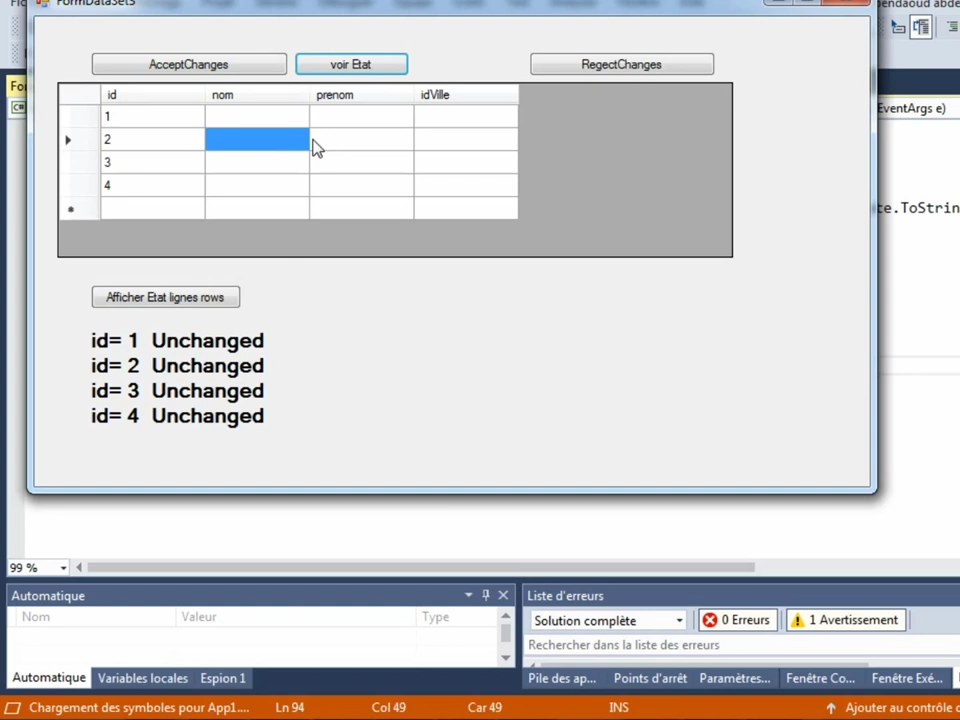 FormDataSet3
AcceptChanges voir Etat RegectChanges
id nom prenom idVille
1
2
3
4
Afficher Etat lignes rows
id= 1 Unchanged
id= 2 Unchanged
id= 3 Unchanged
id= 4 Unchanged
EventArgs e)
te.ToStrin
99 %
Automatique
Nom Valeur Type
Automatique Variables locales Espion 1
Liste d'erreurs
Solution complète 0 Erreurs 1 Avertissement
Rechercher dans la liste des erreurs
Pile des ap... Points d'arrêt Paramètres... Fenêtre Co... Fenêtre Exé...
Chargement des symboles pour App1.... Ln 94 Col 49 Car 49 INS Ajouter au contrôle d